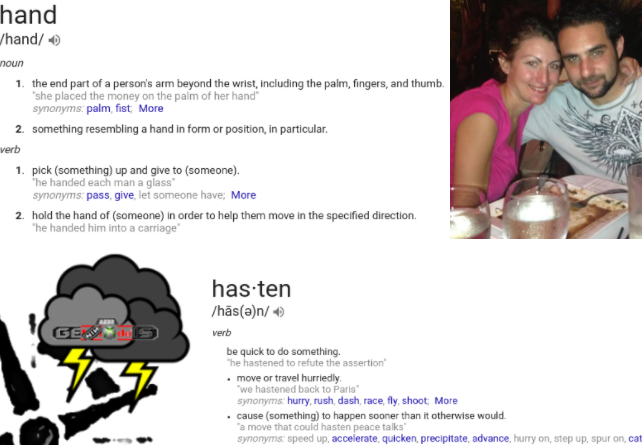 hand
/hand/
noun
1. the end part of a person's arm beyond the wrist, including the palm, fingers, and thumb.
"she placed the money on the palm of her hand"
synonyms: palm, fist; More
2. something resembling a hand in form or position, in particular.
verb
1. pick (something) up and give to (someone).
"he handed each man a glass"
synonyms: pass, give, let someone have; More
2. hold the hand of (someone) in order to help them move in the specified direction.
"he handed him into a carriage"
has·ten
/hās(ə)n/
verb
be quick to do something.
"he hastened to refute the assertion"
• move or travel hurriedly.
"we hastened back to Paris"
synonyms: hurry, rush, dash, race, fly, shoot; More
• cause (something) to happen sooner than it otherwise would.
"a move that could hasten peace talks"
synonyms: speed up, accelerate, quicken, precipitate, advance, hurry on, step up, spur on, cat